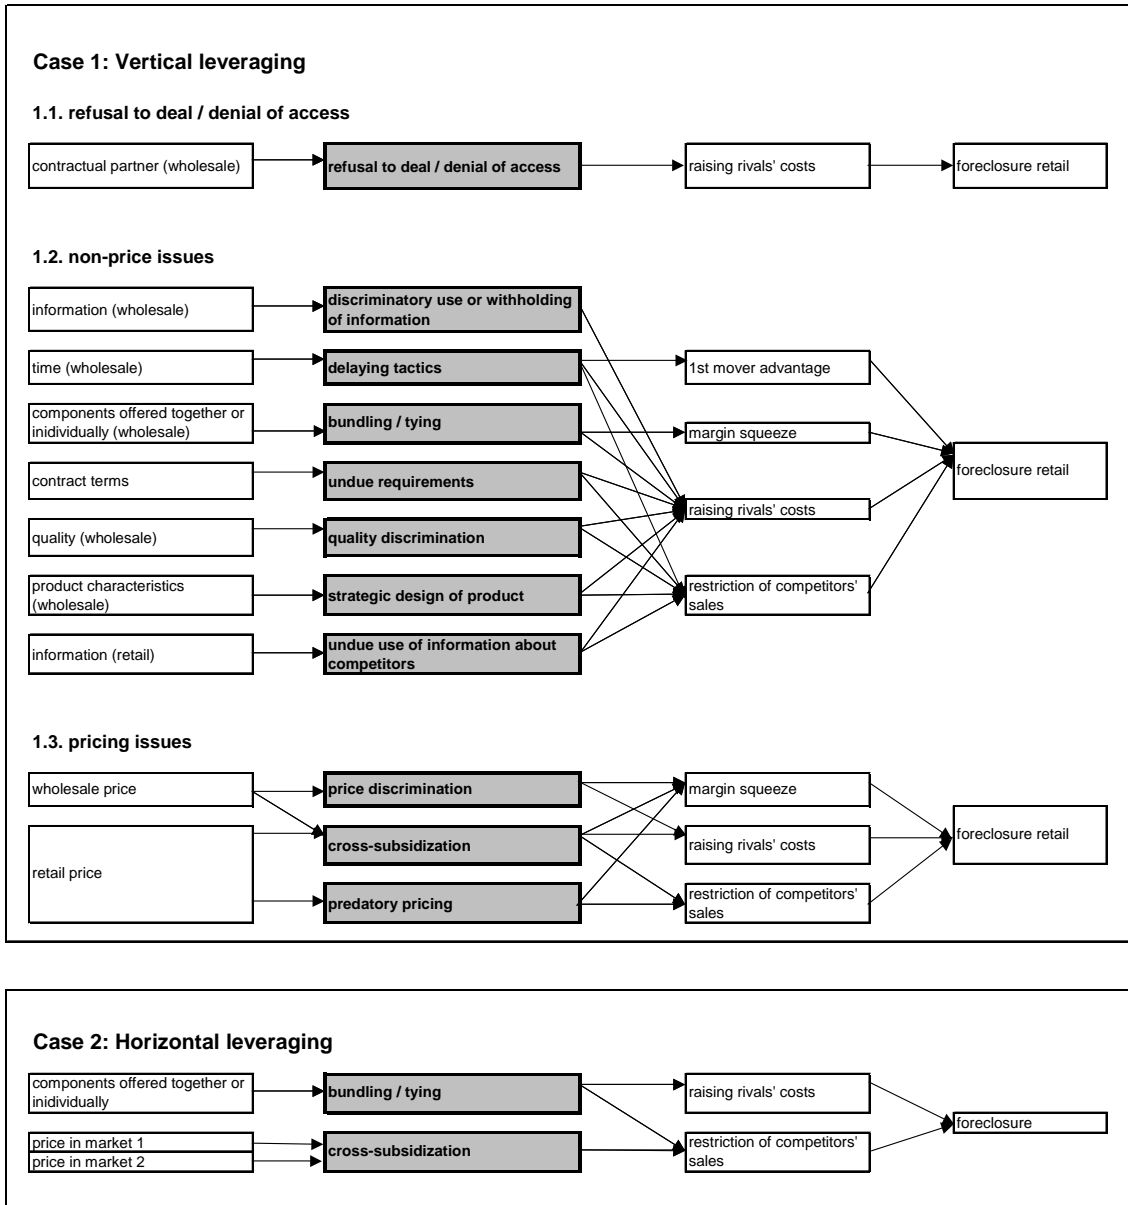 Case 1: Vertical leveraging
1.1. refusal to deal / denial of access
contractual partner (wholesale)
refusal to deal / denial of access
raising rivals' costs
foreclosure retail
1.2. non-price issues
information (wholesale)
discriminatory use or withholding
of information
time (wholesale)
delaying tactics
1st mover advantage
components offered together or
inidividually (wholesale)
bundling / tying
margin squeeze
foreclosure retail
contract terms
undue requirements
raising rivals' costs
quality (wholesale)
quality discrimination
product characteristics
(wholesale)
strategic design of product
restriction of competitors'
sales
information (retail)
undue use of information about
competitors
1.3. pricing issues
wholesale price
price discrimination
margin squeeze
retail price
cross-subsidization
raising rivals' costs
foreclosure retail
predatory pricing
restriction of competitors'
sales
Case 2: Horizontal leveraging
components offered together or
inidividually
bundling / tying
raising rivals' costs
foreclosure
price in market 1
price in market 2
cross-subsidization
restriction of competitors'
sales